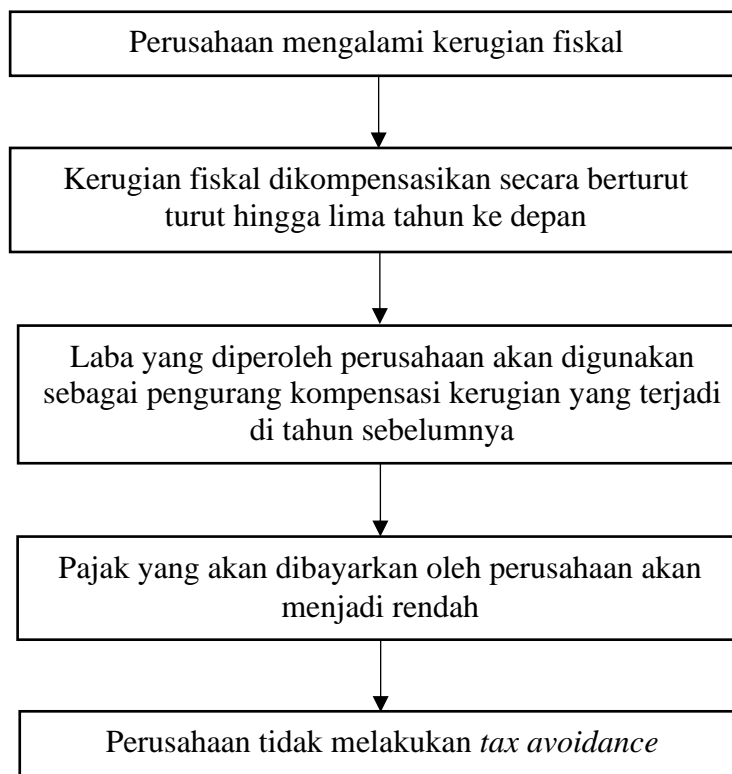 Perusahaan mengalami kerugian fiskal
Kerugian fiskal dikompensasikan secara berturut
turut hingga lima tahun ke depan
Laba yang diperoleh perusahaan akan digunakan
sebagai pengurang kompensasi kerugian yang terjadi
di tahun sebelumnya
Pajak yang akan dibayarkan oleh perusahaan akan
menjadi rendah
Perusahaan tidak melakukan tax avoidance